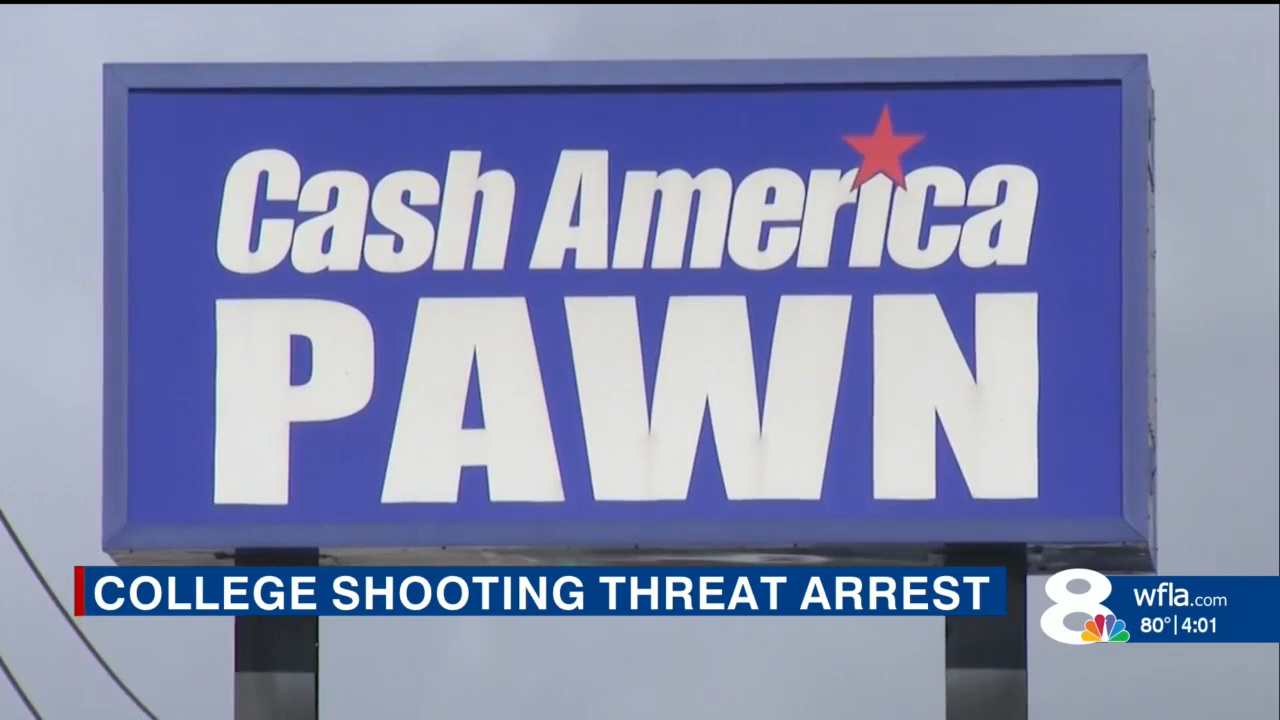 Cash America
PAWN
COLLEGE SHOOTING THREAT ARREST
8
wfla.com
80° | 4:01